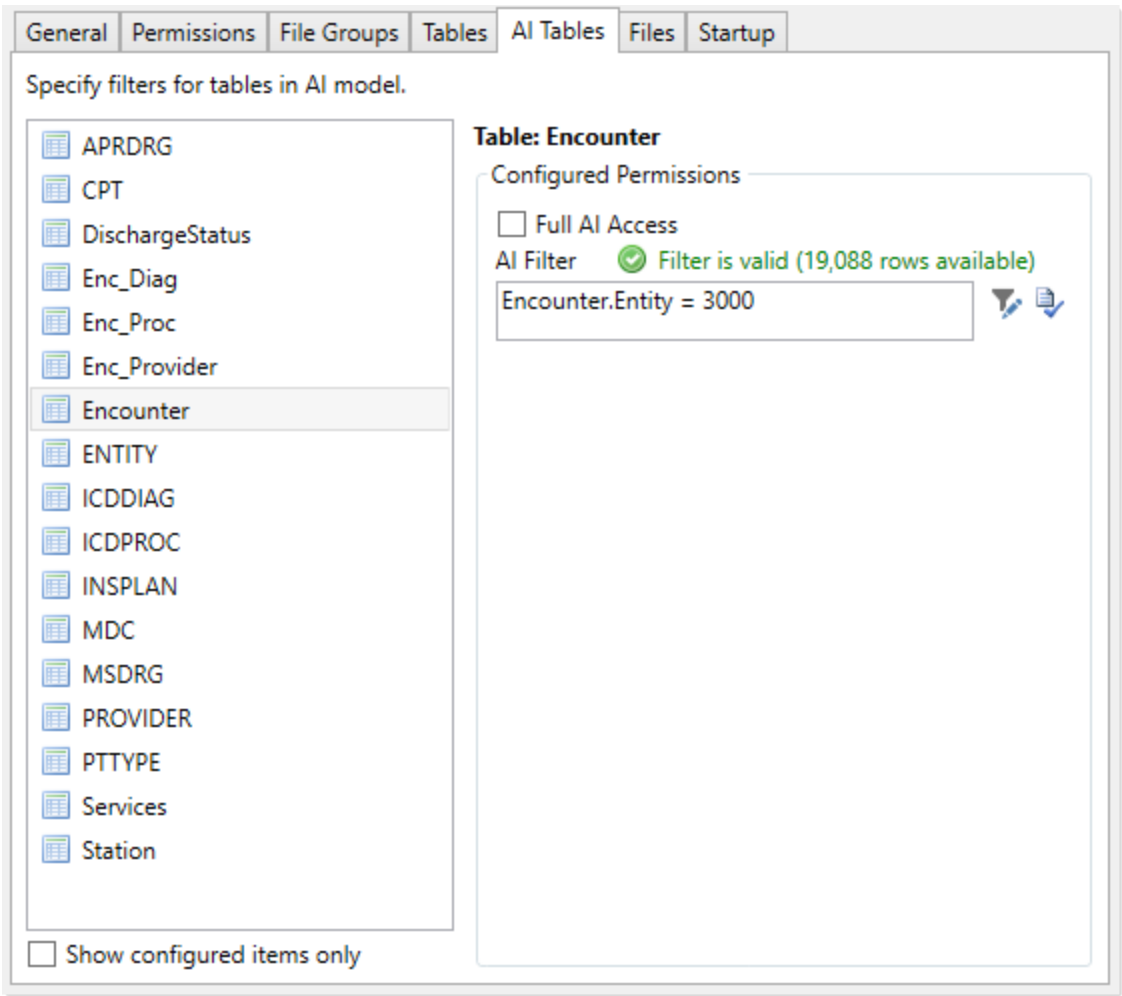 General Permissions File Groups Tables AI Tables Files Startup
Specify filters for tables in AI model.
APRDRG
CPT
DischargeStatus
Enc_Diag
Enc_Proc
Enc_Provider
Encounter
ENTITY
ICDDIAG
ICDPROC
INSPLAN
MDC
MSDRG
PROVIDER
PTTYPE
Services
Station
Show configured items only
Table: Encounter
Configured Permissions
Full AI Access
AI Filter Filter is valid (19,088 rows available)
Encounter.Entity = 3000